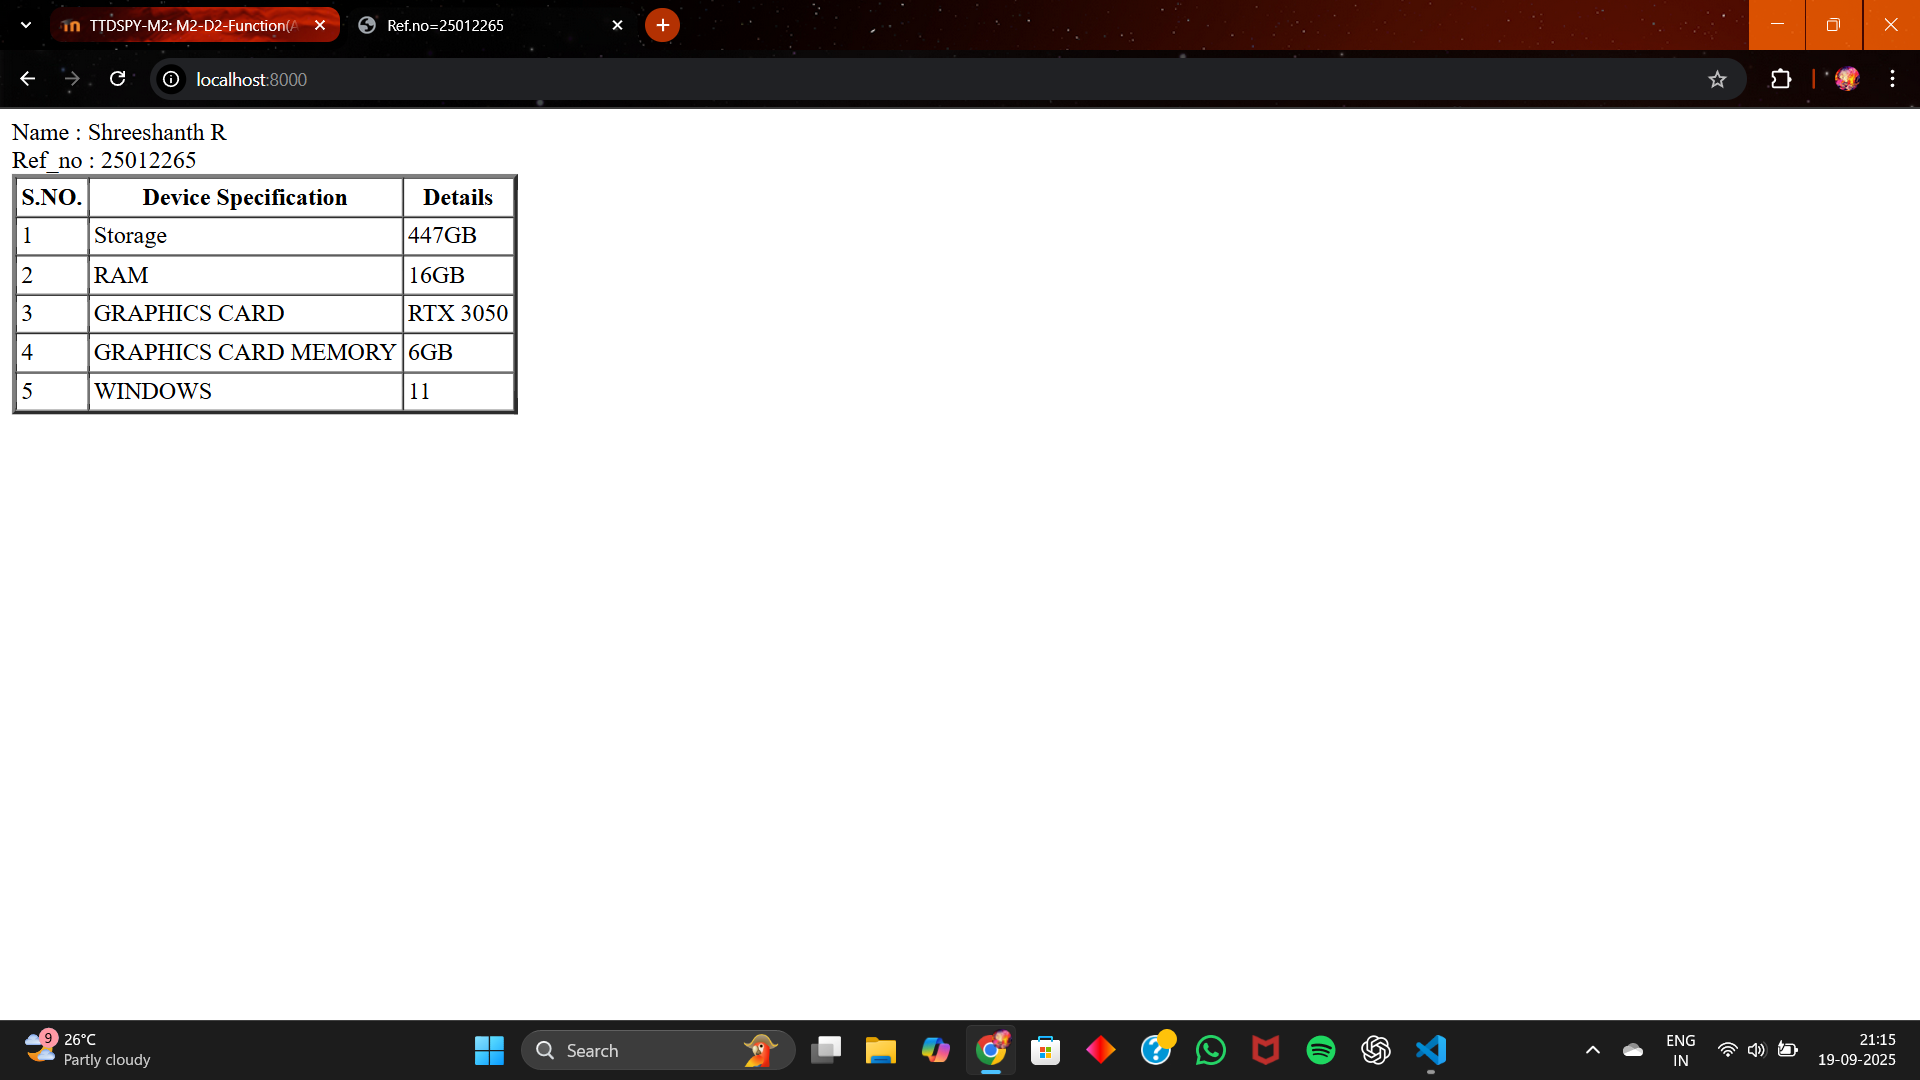 TTDSPY-M2: M2-D2-Function(A
Ref.no=25012265
localhost:8000
Name : Shreeshanth R
Ref_no : 25012265
S.NO. Device Specification Details
1 Storage 447GB
2 RAM 16GB
3 GRAPHICS CARD RTX 3050
4 GRAPHICS CARD MEMORY 6GB
5 WINDOWS 11
9
26°C
Partly cloudy
Search
ENG
IN
21:15
19-09-2025